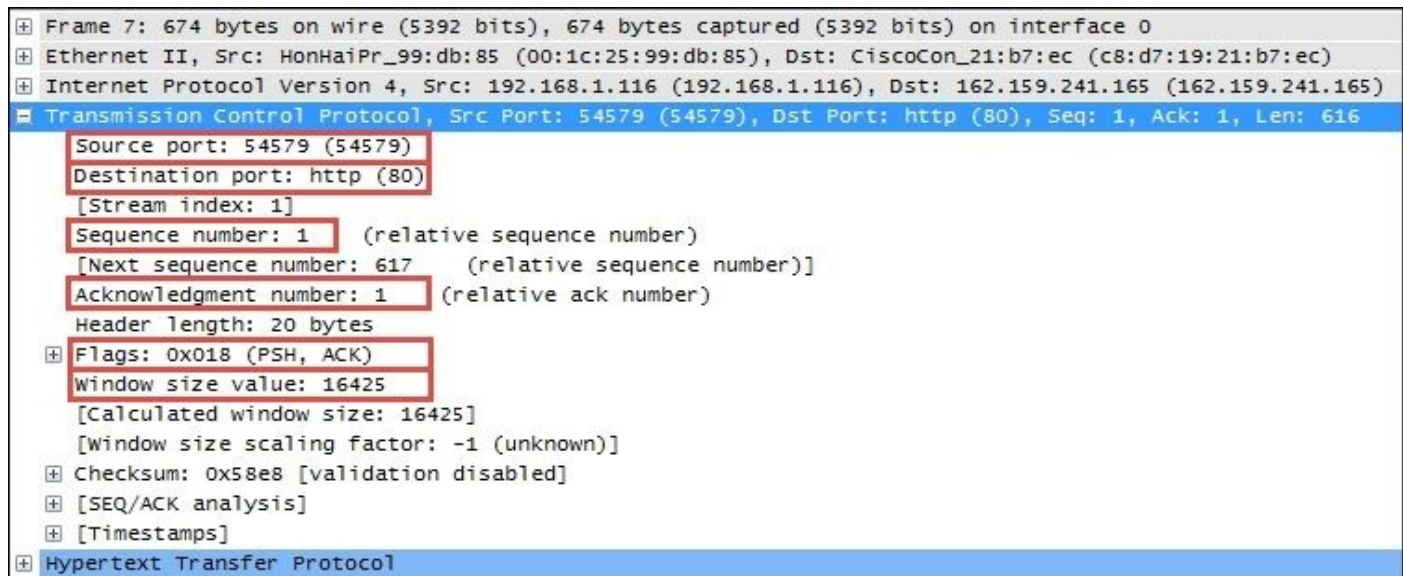 Frame 7: 674 bytes on wire (5392 bits), 674 bytes captured (5392 bits) on interface 0
Ethernet II, Src: HonHaiPr_99:db:85 (00:1c:25:99:db:85), Dst: CiscoCon_21:b7:ec (c8:d7:19:21:b7:ec)
Internet Protocol Version 4, Src: 192.168.1.116 (192.168.1.116), Dst: 162.159.241.165 (162.159.241.165)
Transmission Control Protocol, Src Port: 54579 (54579), Dst Port: http (80), Seq: 1, Ack: 1, Len: 616
Source port: 54579 (54579)
Destination port: http (80)
[Stream index: 1]
Sequence number: 1 (relative sequence number)
[Next sequence number: 617 (relative sequence number)]
Acknowledgment number: 1 (relative ack number)
Header length: 20 bytes
Flags: 0x018 (PSH, ACK)
Window size value: 16425
[Calculated window size: 16425]
[Window size scaling factor: -1 (unknown)]
Checksum: 0x58e8 [validation disabled]
[SEQ/ACK analysis]
[Timestamps]
Hypertext Transfer Protocol